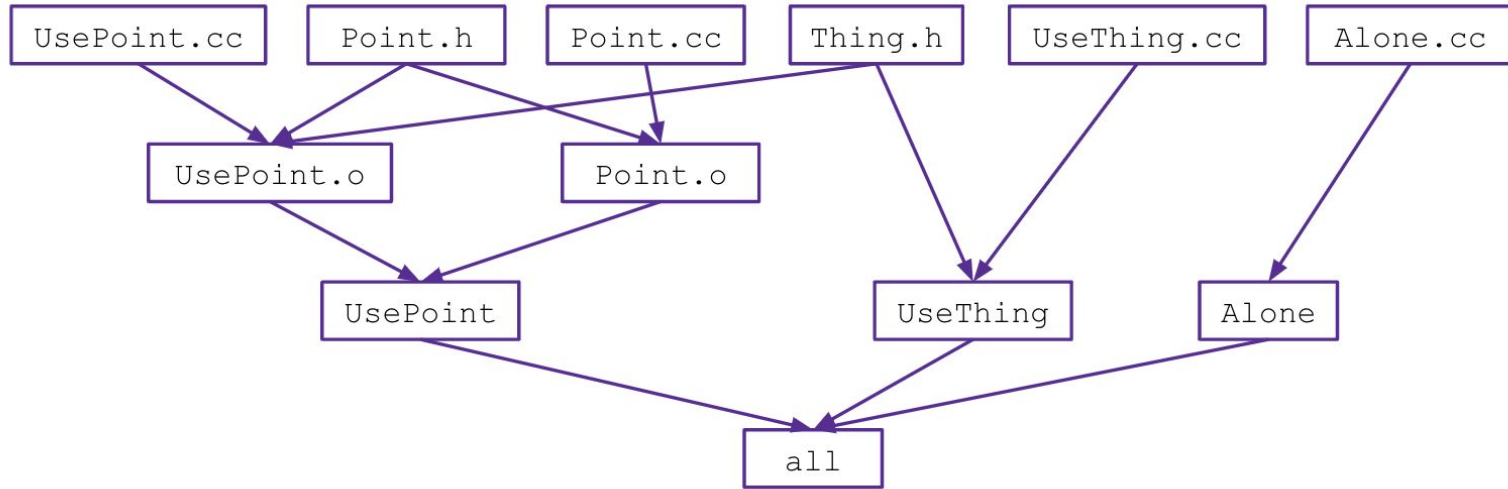 UsePoint.cc
Point.h
Point.cc
Thing.h
UseThing.cc
Alone.cc
UsePoint.o
Point.o
UsePoint
UseThing
Alone
all